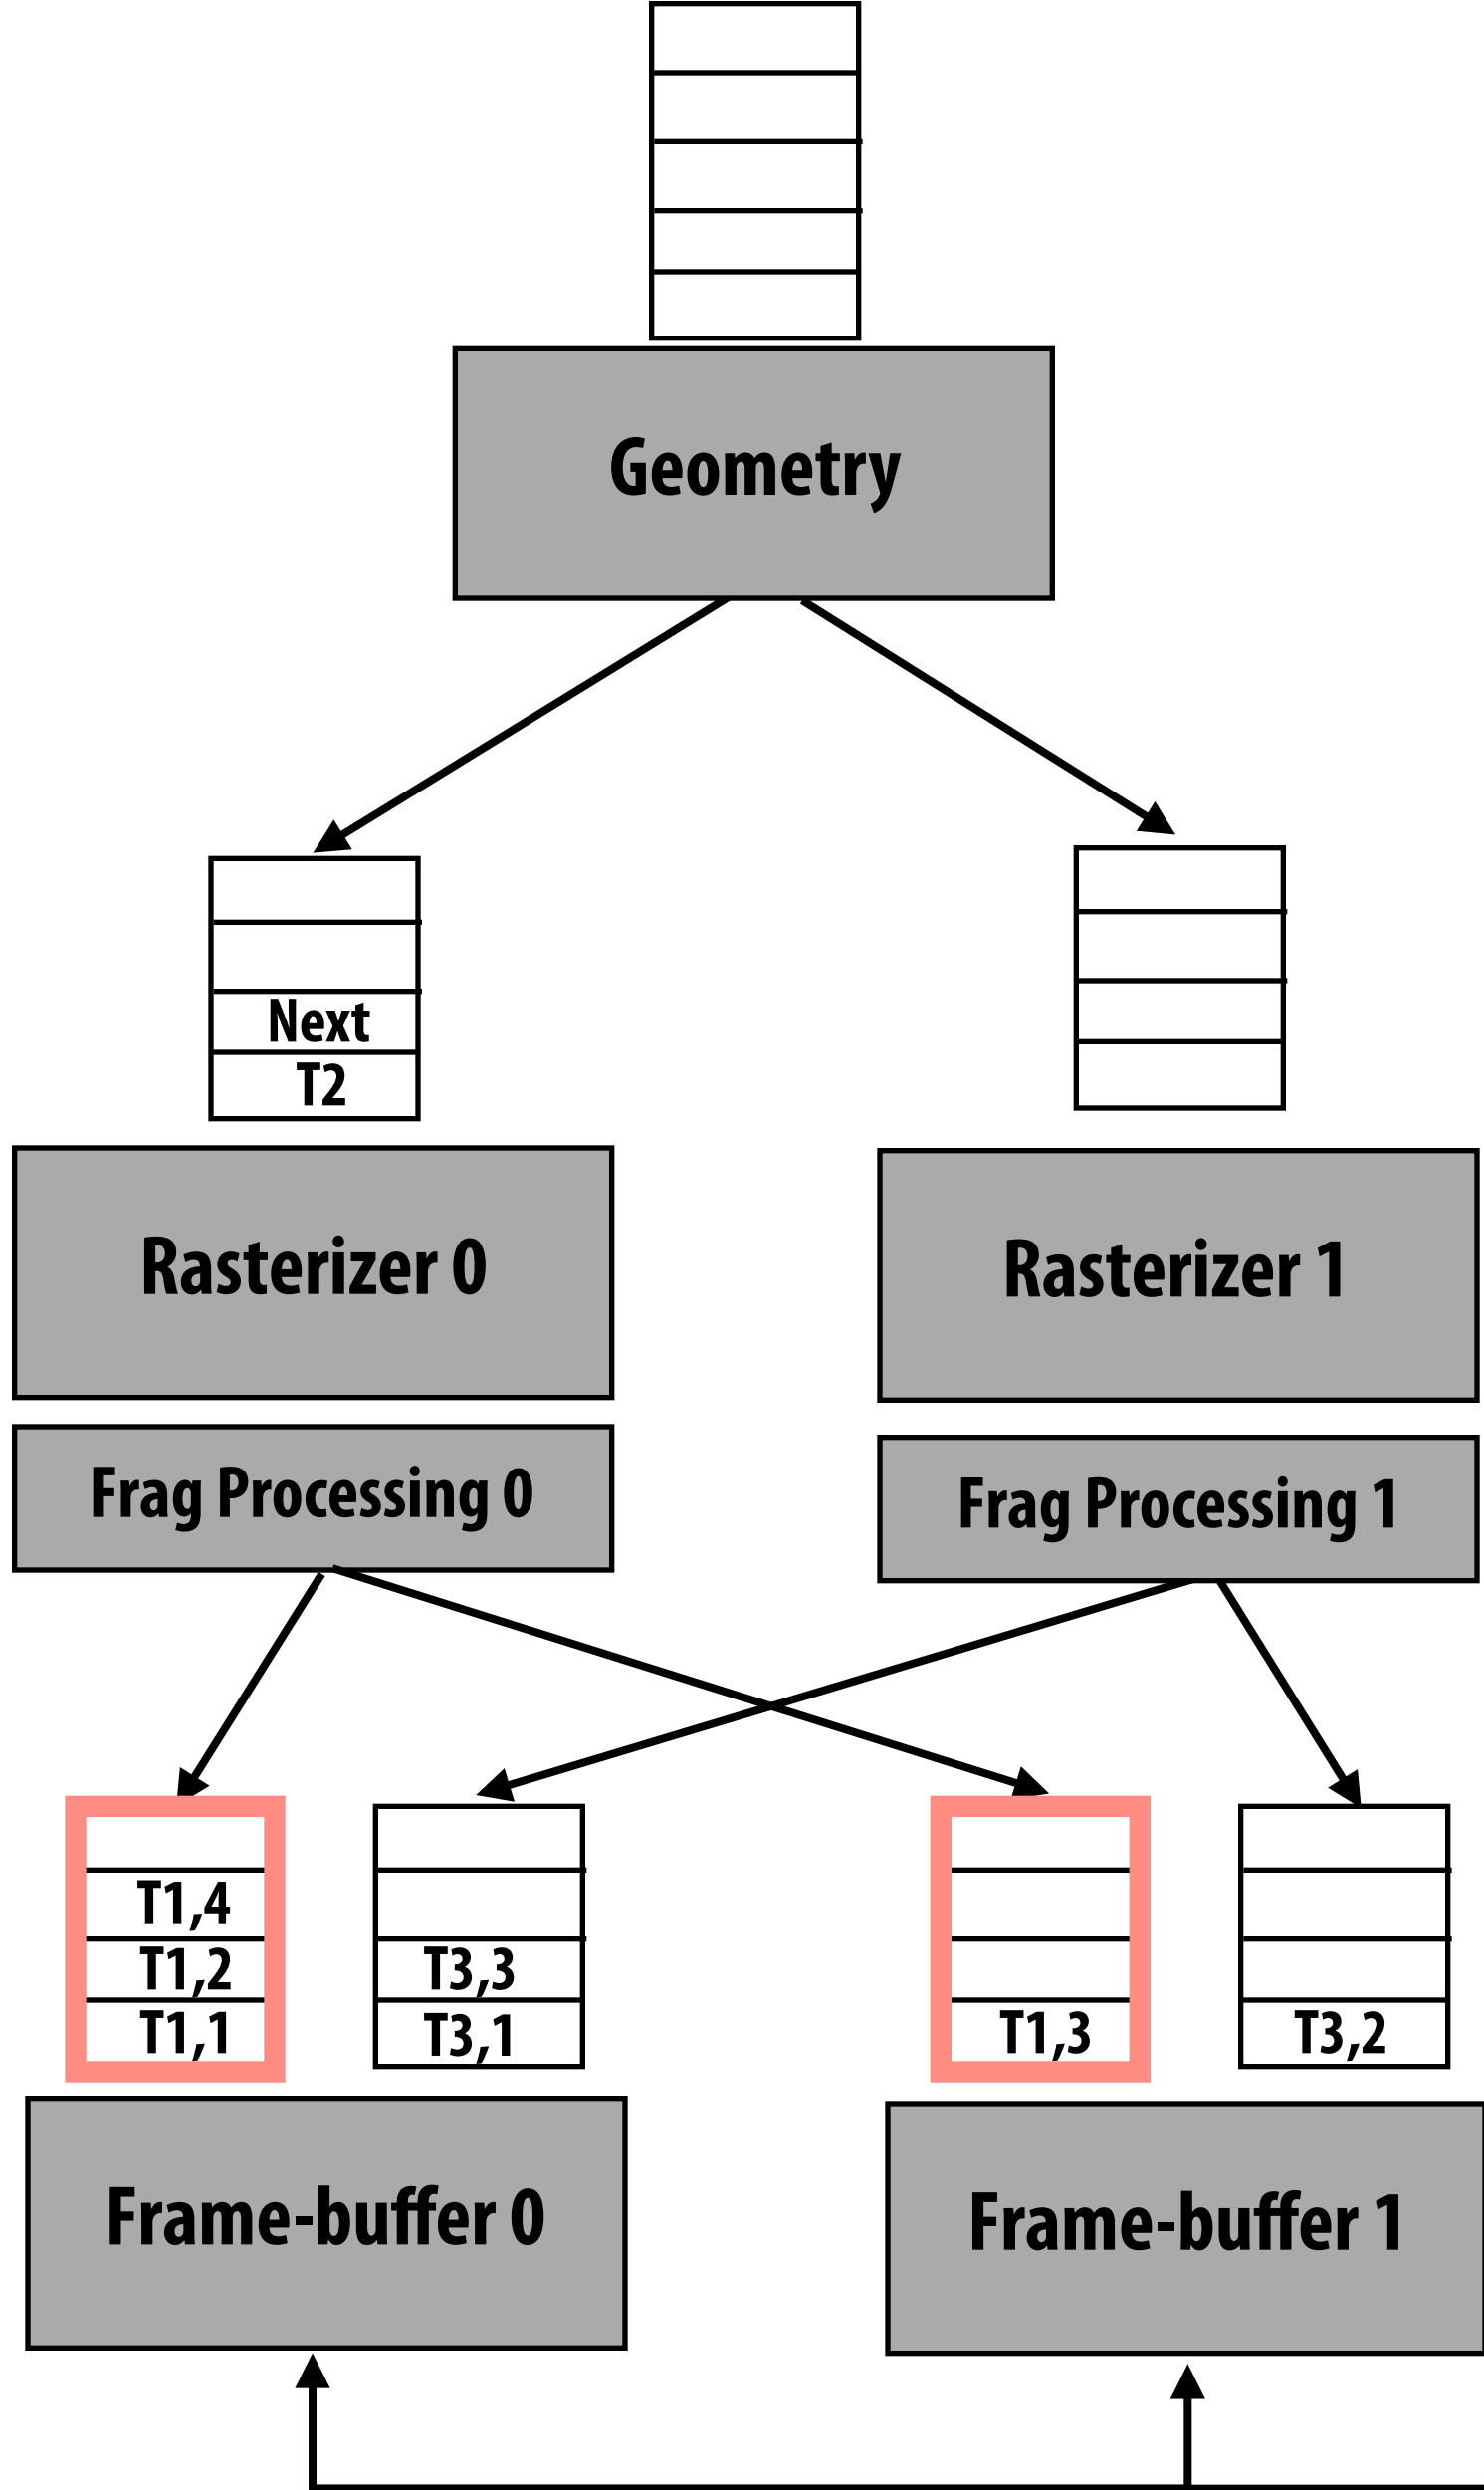 Geometry
Next
T2
Rasterizer 0
Rasterizer 1
Frag Processing 0
Frag Processing 1
T1,4
T1,2
T1,1
T3,3
T3,1
T1,3
T3,2
Frame-buffer 0
Frame-buffer 1